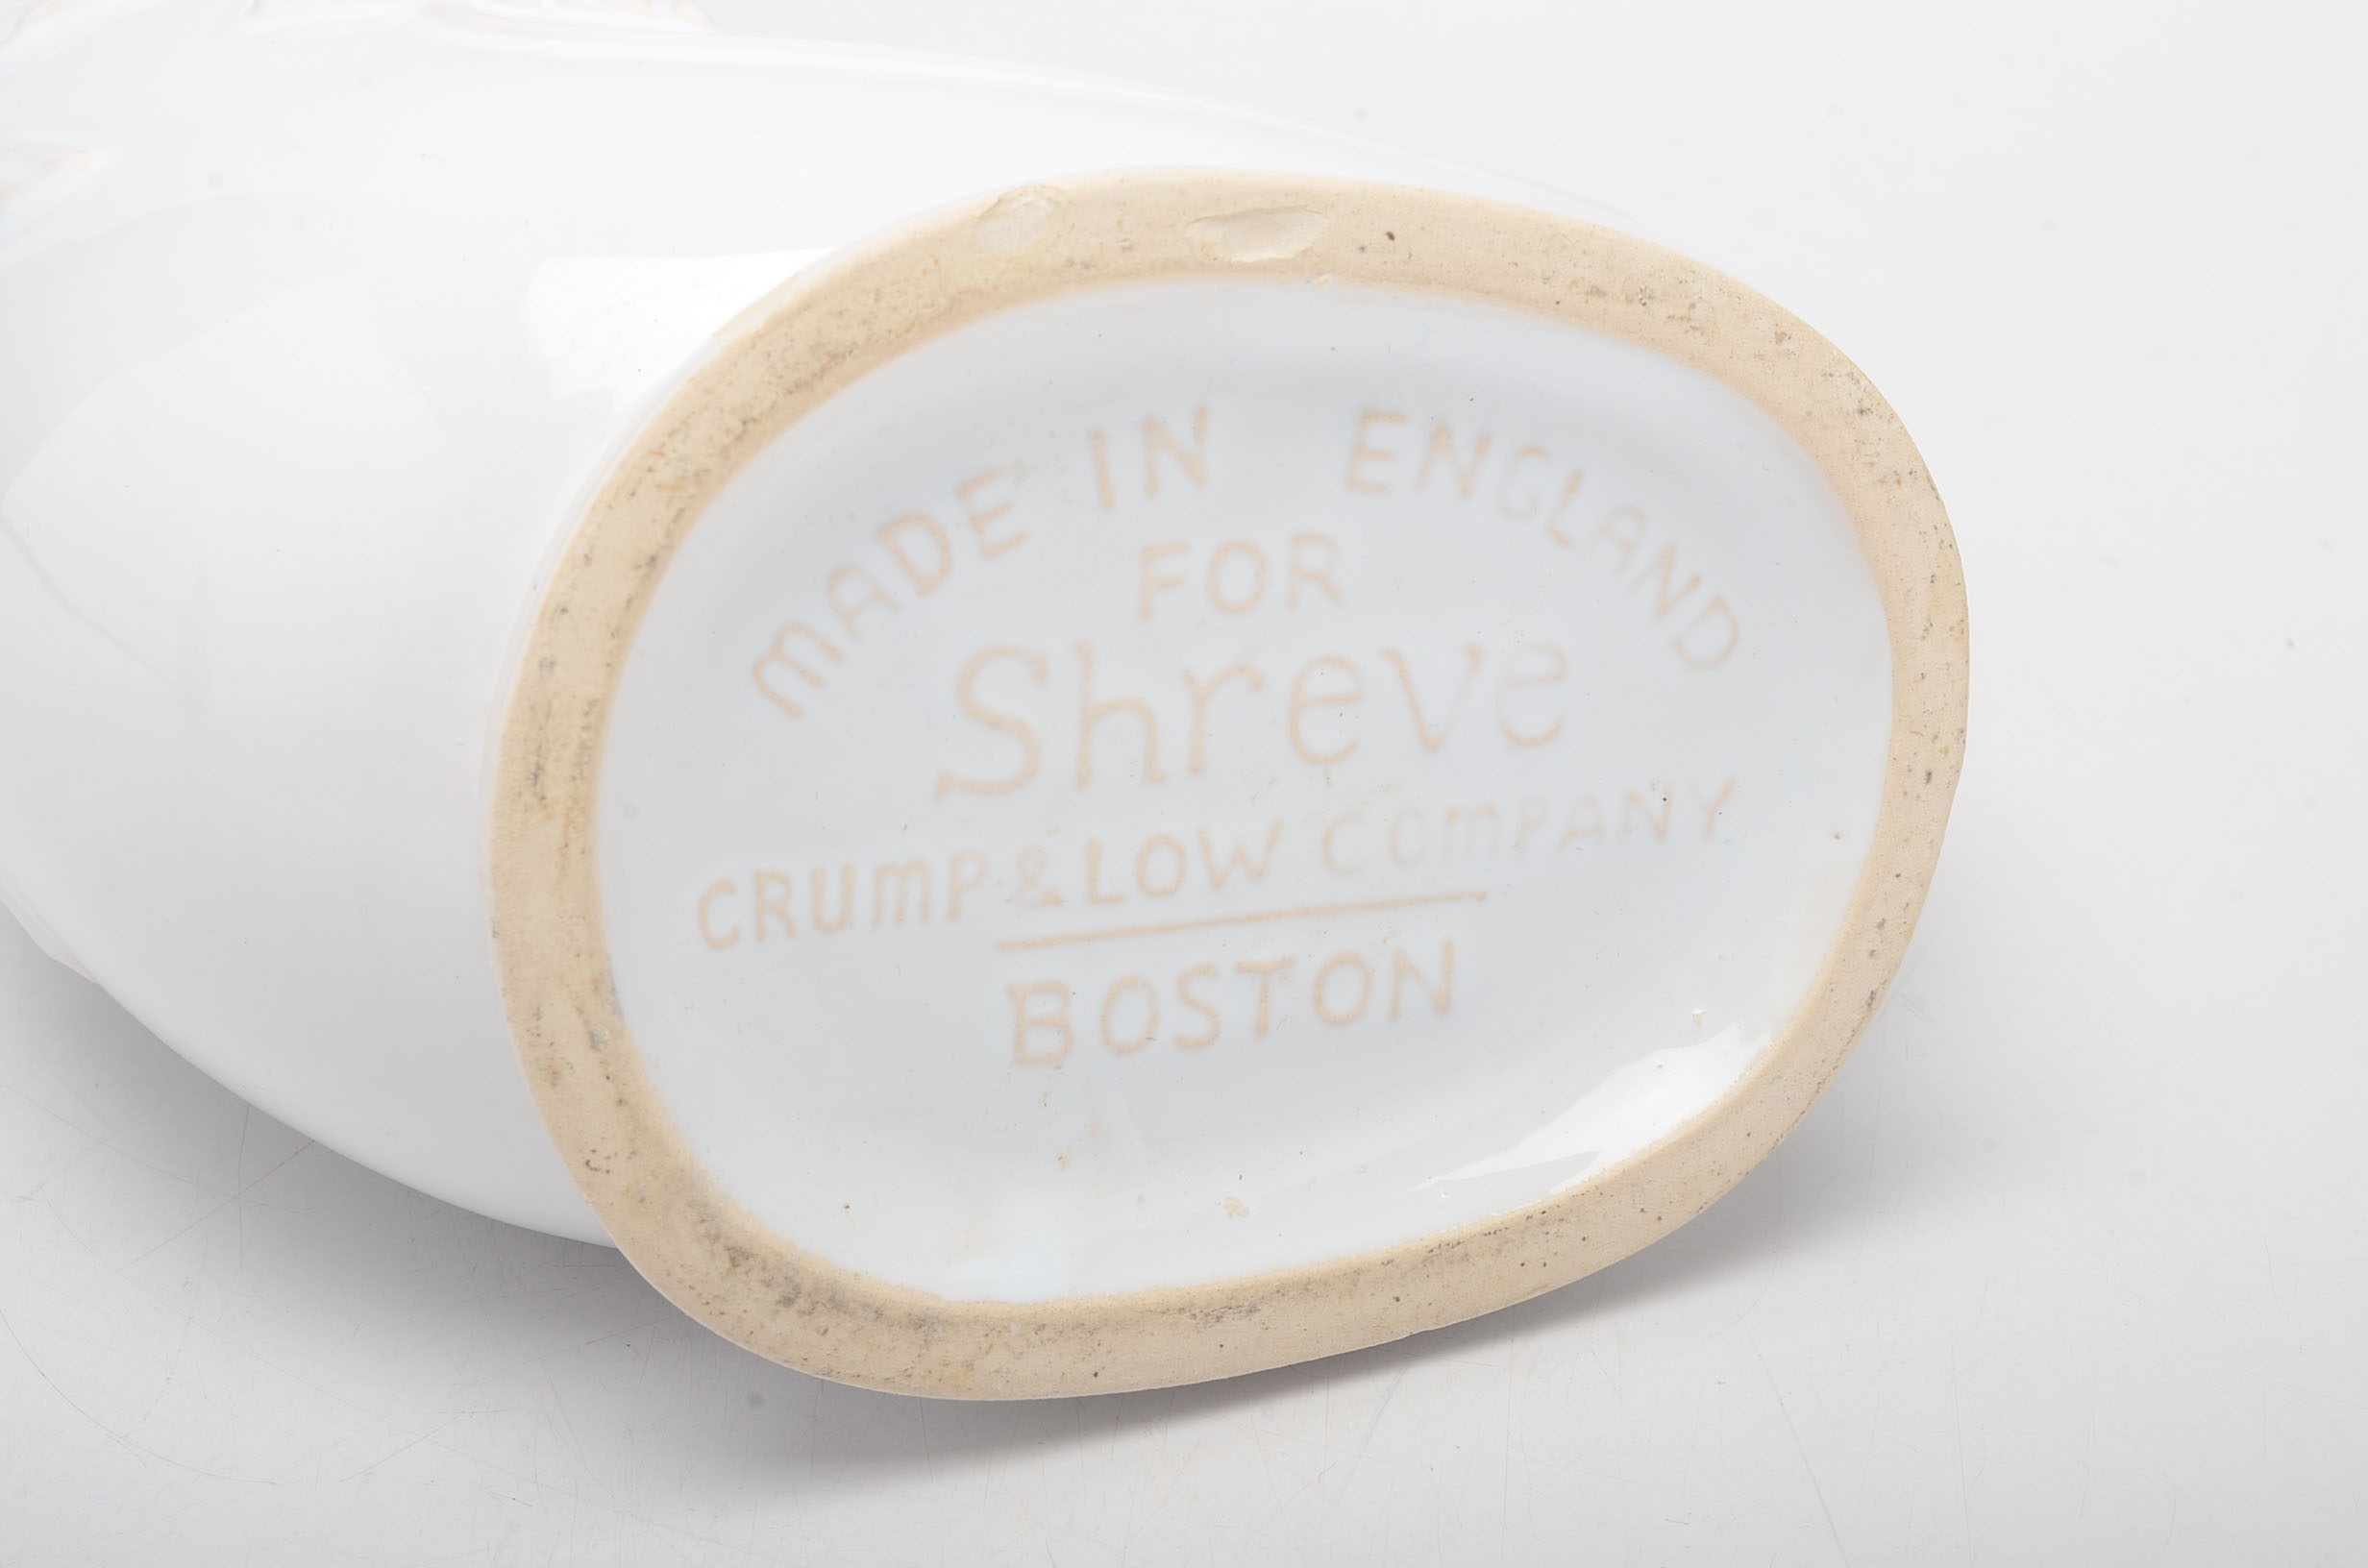 MADE IN ENGLAND
FOR
Shreve
CRUMP & LOW COMPANY
BOSTON